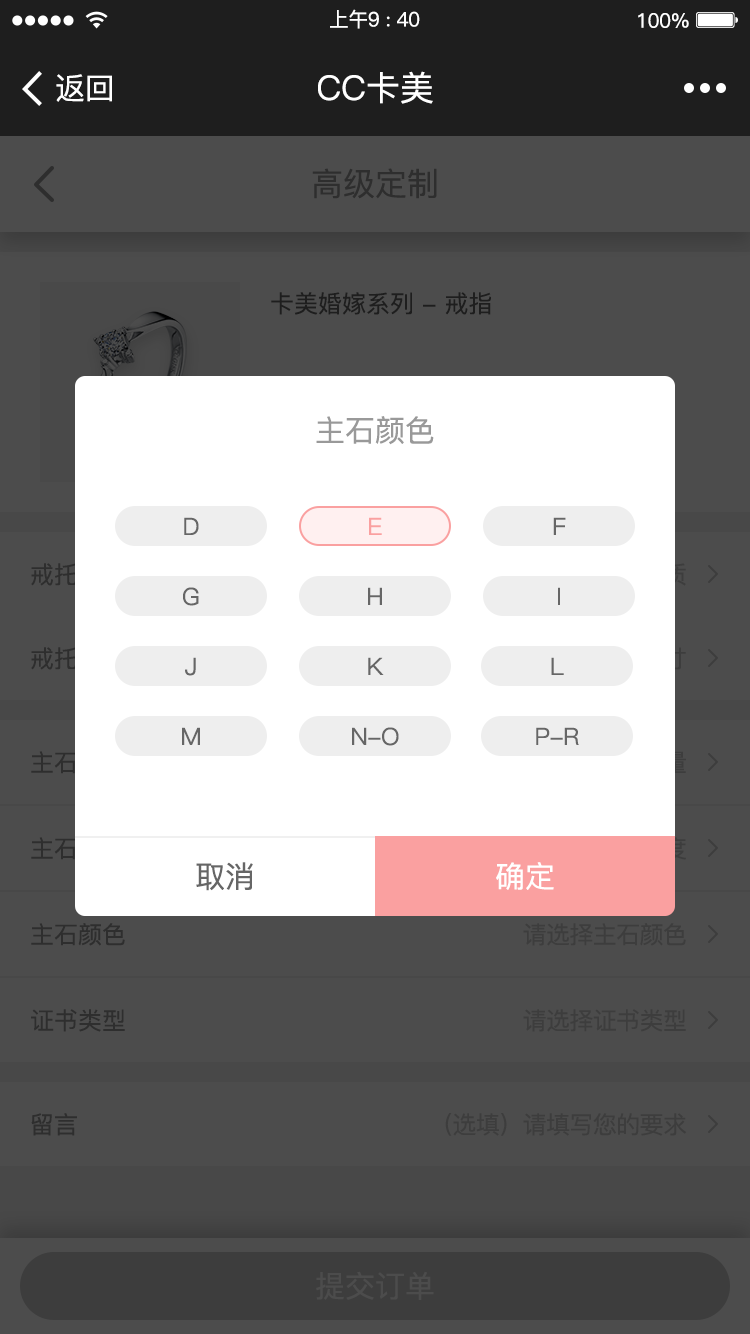 上午9 : 40
100%
返回
CC卡美
高级定制
卡美婚嫁系列 – 戒指
主石颜色
D
E
F
G
H
I
J
K
L
M
N–O
P–R
戒托
质
戒托
寸
主石
量
主石
度
取消
确定
主石颜色
请选择主石颜色
证书类型
请选择证书类型
留言
（选填）请填写您的要求
提交订单